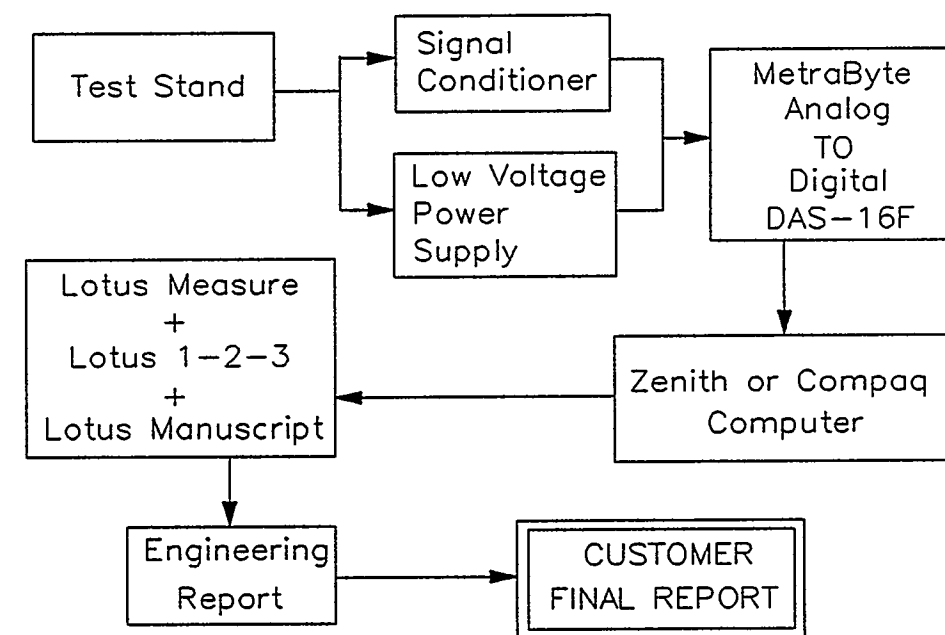 Test Stand
Signal
Conditioner
Low Voltage
Power
Supply
MetraByte
Analog
TO
Digital
DAS-16F
Zenith or Compaq
Computer
Lotus Measure
+
Lotus 1-2-3
+
Lotus Manuscript
Engineering
Report
CUSTOMER
FINAL REPORT